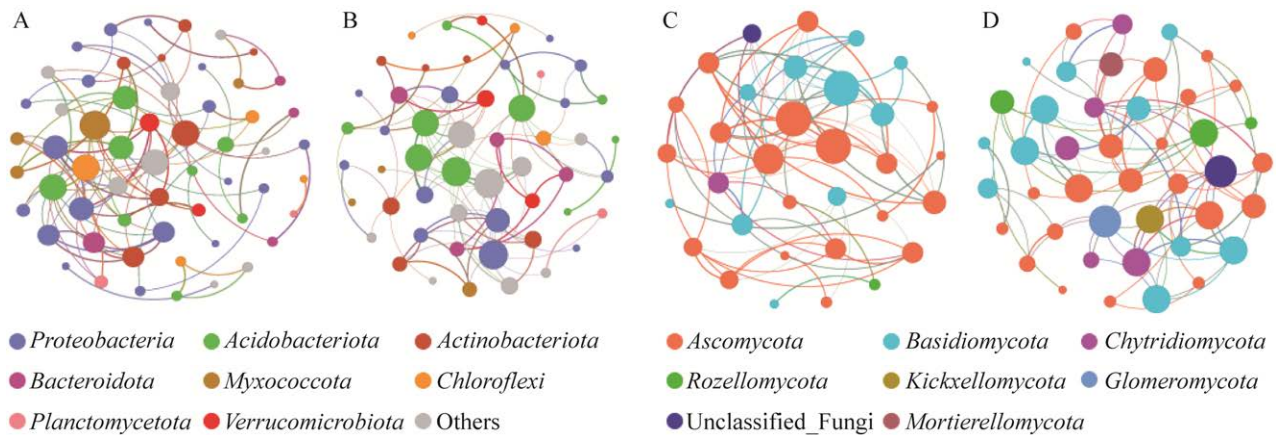 A B C D
Proteobacteria Acidobacteriota Actinobacteriota Ascomycota Basidiomycota Chytridiomycota
Bacteroidota Myxococcota Chloroflexi Rozellomycota Kickxellomycota Glomeromycota
Planctomycetota Verrucomicrobiota Others Unclassified_Fungi Mortierellomycota